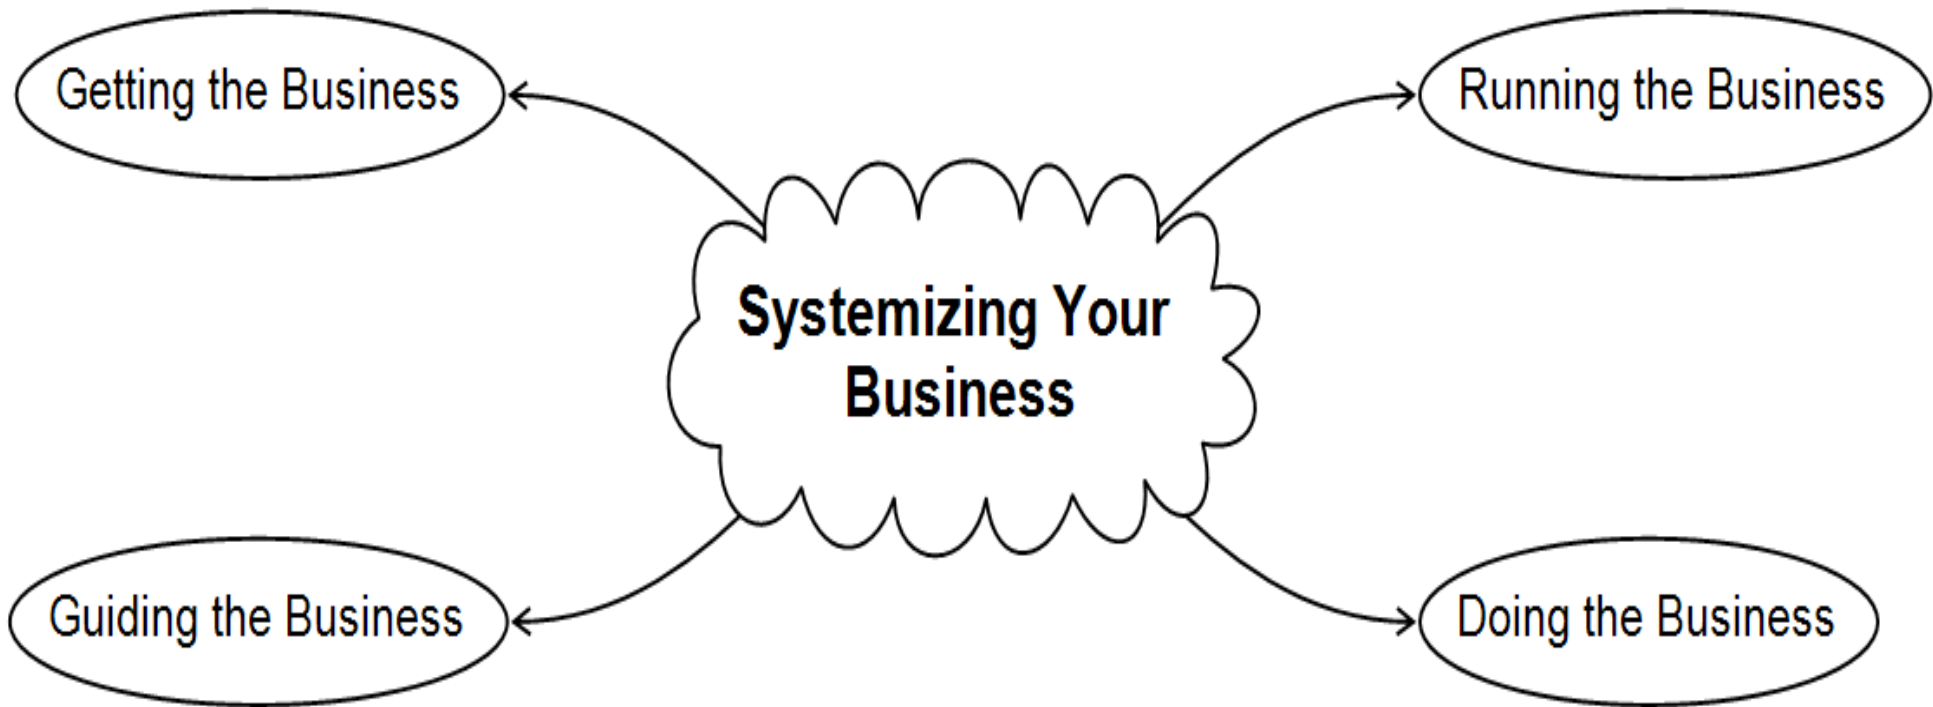 Getting the Business
Running the Business
Systemizing Your
Business
Guiding the Business
Doing the Business